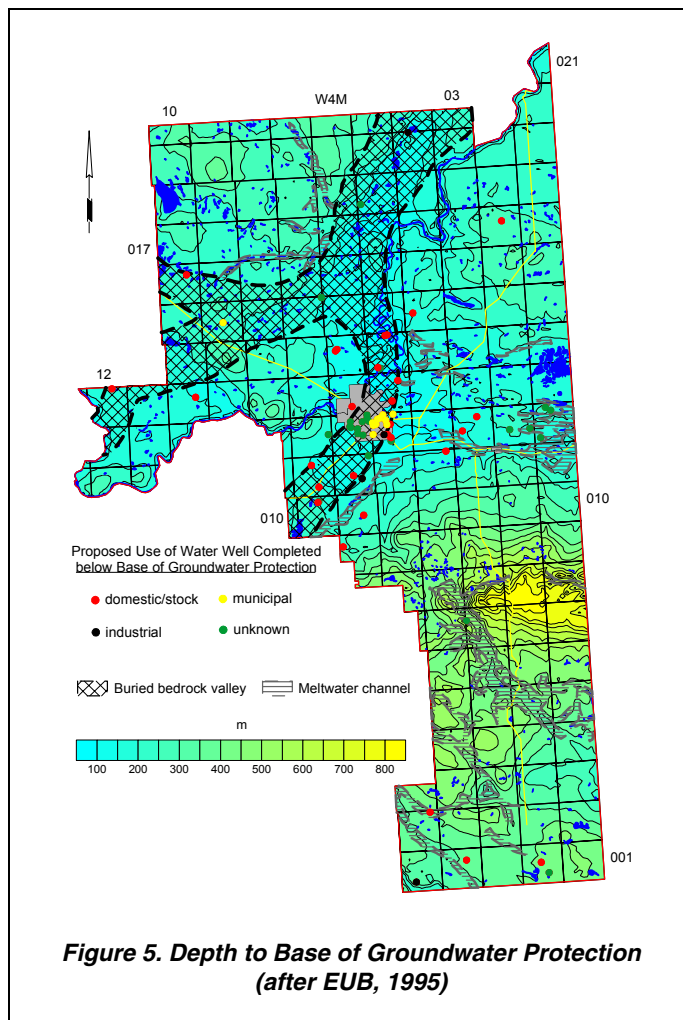 021
10
W4M
03
017
12
010
010
Proposed Use of Water Well Completed
below Base of Groundwater Protection
domestic/stock
municipal
industrial
unknown
Buried bedrock valley
Meltwater channel
m
100 200 300 400 500 600 700 800
001
Figure 5. Depth to Base of Groundwater Protection
(after EUB, 1995)